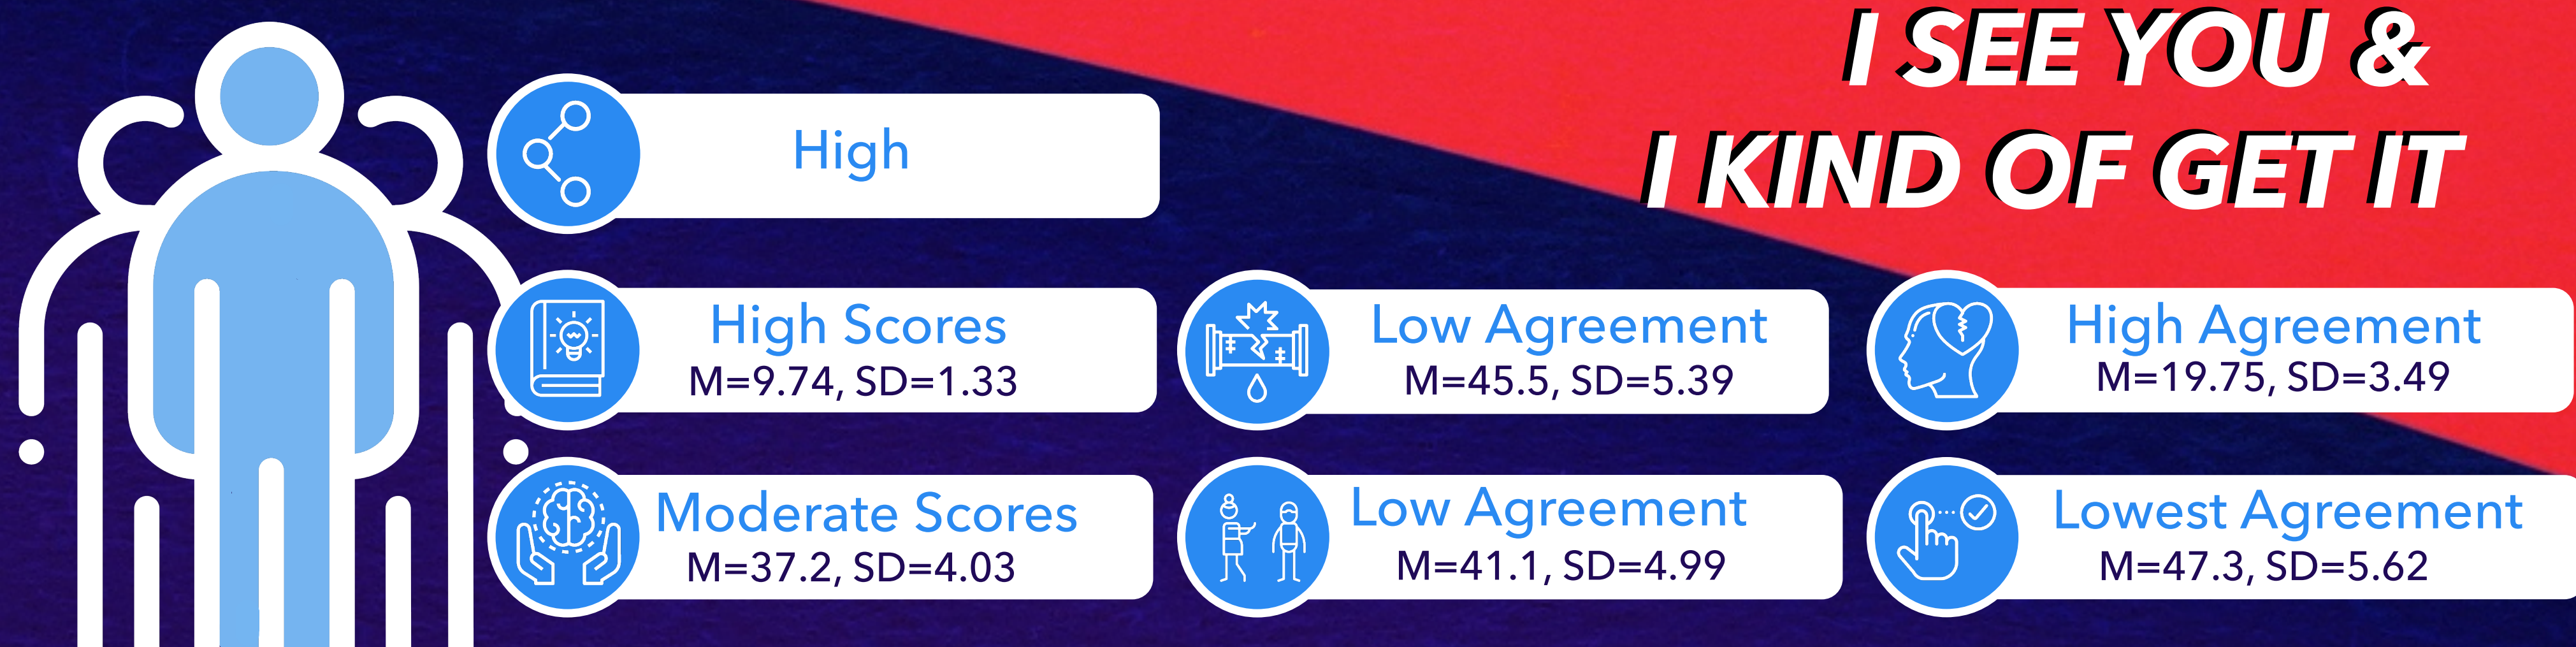 I SEE YOU &
I KIND OF GET IT
High
High Scores
M=9.74, SD=1.33
Low Agreement
M=45.5, SD=5.39
High Agreement
M=19.75, SD=3.49
Moderate Scores
M=37.2, SD=4.03
Low Agreement
M=41.1, SD=4.99
Lowest Agreement
M=47.3, SD=5.62